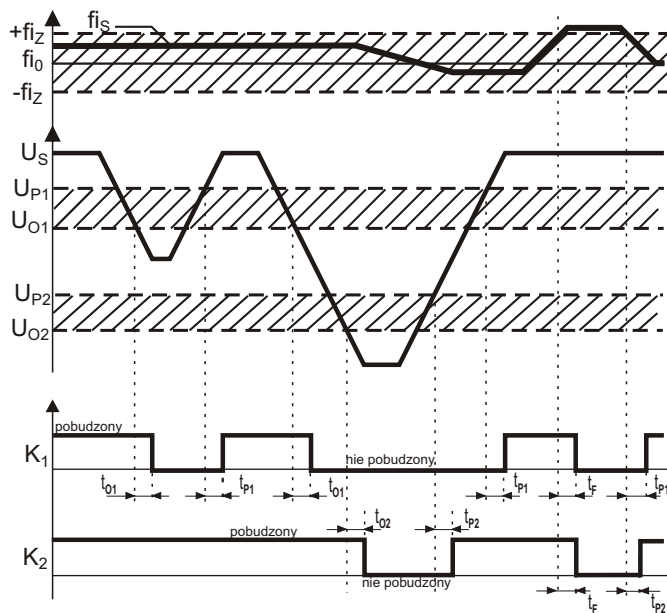 +fiZ
fiS
fi0
-fiZ
US
UP1
UO1
UP2
UO2
pobudzony
K1
nie pobudzony
tO1 tP1 tO1 tP1 tF tP1
pobudzony
tO2 tP2
K2
nie pobudzony
tF tP2